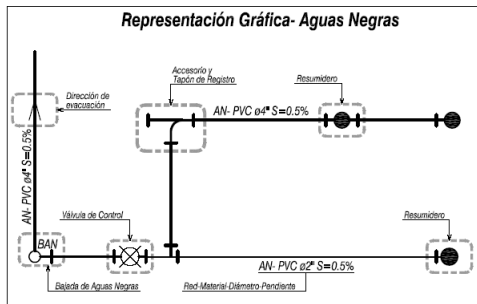 Representación Gráfica- Aguas Negras
Accesorio y
Tapón de Registro
Resumidero
Dirección de
evacuación
AN- PVC ø4" S=0.5%
AN- PVC ø4" S=0.5%
Válvula de Control
Resumidero
BAN
AN- PVC ø2" S=0.5%
Bajada de Aguas Negras
Red-Material-Diámetro-Pendiente